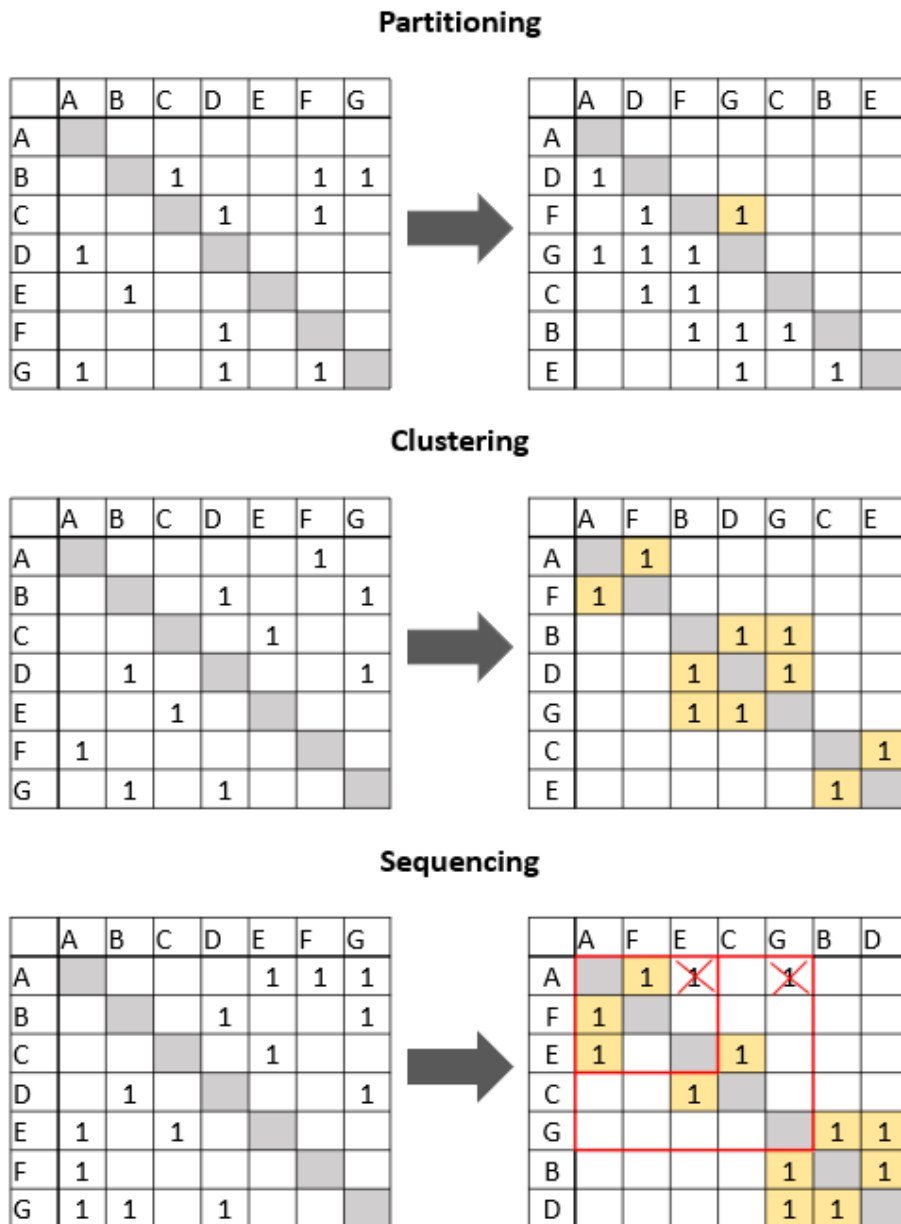 Partitioning
A B C D E F G
A
B 1 1 1
C 1 1
D 1
E 1
F 1
G 1 1 1
A D F G C B E
A
D 1
F 1 1
G 1 1 1
C 1 1
B 1 1 1
E 1 1
Clustering
A B C D E F G
A 1
B 1 1
C 1
D 1 1
E 1
F 1
G 1 1
A F B D G C E
A 1
F 1
B 1 1
D 1 1
G 1 1
C 1
E 1
Sequencing
A B C D E F G
A 1 1 1
B 1 1
C 1
D 1 1
E 1 1
F 1
G 1 1 1
A F E C G B D
A 1 1 1
F 1
E 1 1
C 1
G 1 1
B 1 1
D 1 1